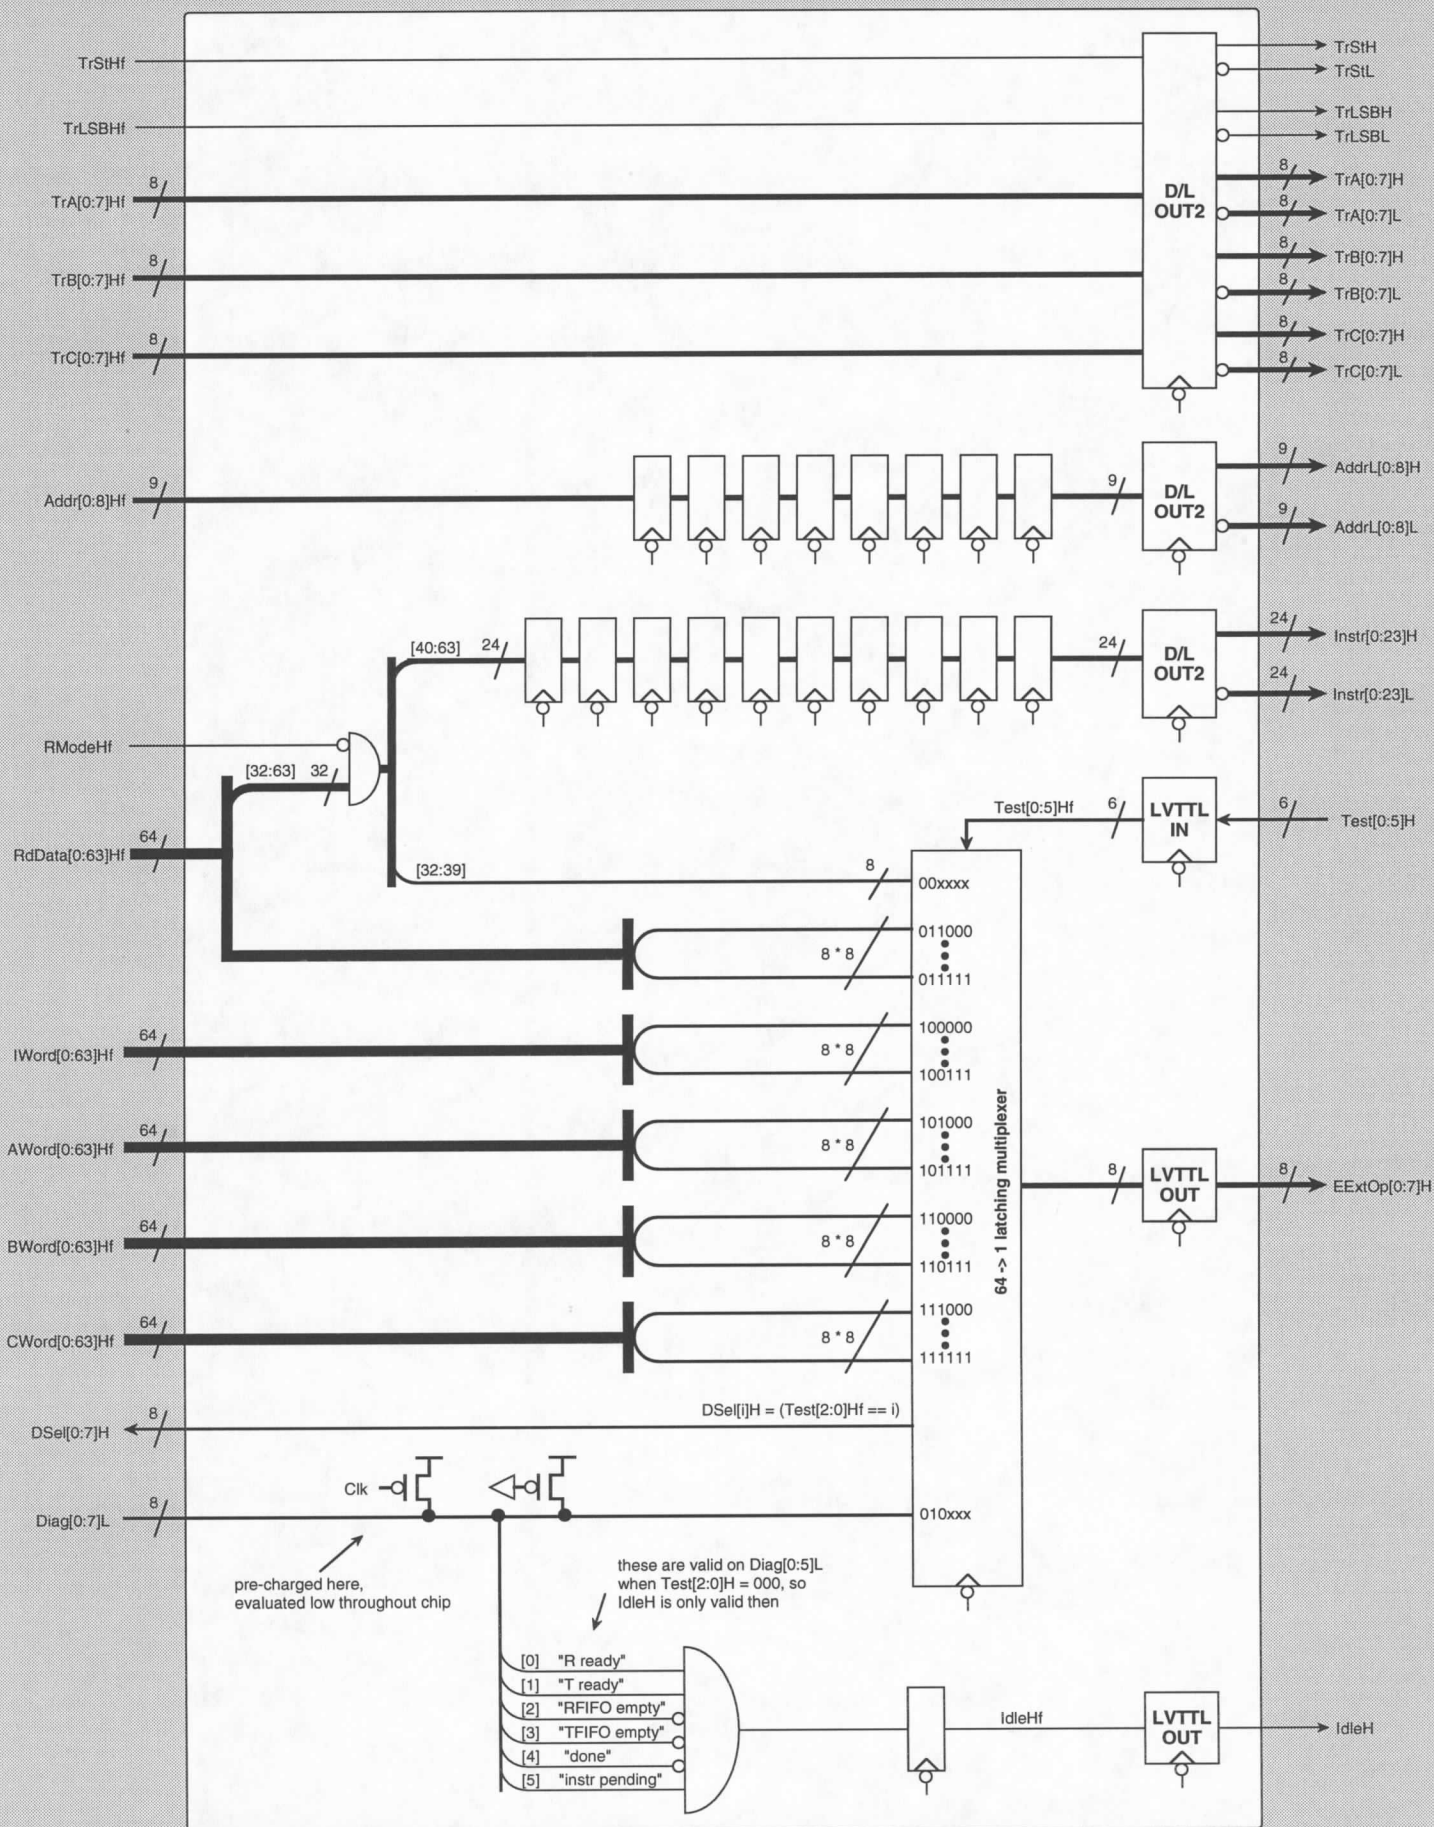 TrStHf
TrStH
TrStL
TrLSBHf
TrLSBH
TrLSBL
8
TrA[0:7]Hf
D/L
OUT2
8
TrA[0:7]H
8
TrA[0:7]L
8
TrB[0:7]Hf
8
TrB[0:7]H
8
TrB[0:7]L
8
TrC[0:7]Hf
8
TrC[0:7]H
8
TrC[0:7]L
9
Addr[0:8]Hf
9
D/L
OUT2
9
AddrL[0:8]H
9
AddrL[0:8]L
[40:63]
24
24
D/L
OUT2
24
Instr[0:23]H
24
Instr[0:23]L
RModeHf
[32:63]
32
64
RdData[0:63]Hf
Test[0:5]Hf
6
LVTTL
IN
6
Test[0:5]H
[32:39]
8
00xxxx
8 * 8
011000
011111
64
IWord[0:63]Hf
8 * 8
100000
100111
64
AWord[0:63]Hf
8 * 8
101000
101111
64
BWord[0:63]Hf
8 * 8
110000
110111
64
CWord[0:63]Hf
8 * 8
111000
111111
64 -> 1 latching multiplexer
8
LVTTL
OUT
8
EExtOp[0:7]H
8
DSel[0:7]H
DSel[i]H = (Test[2:0]Hf == i)
Clk
8
Diag[0:7]L
010xxx
pre-charged here,
evaluated low throughout chip
these are valid on Diag[0:5]L
when Test[2:0]H = 000, so
IdleH is only valid then
[0] "R ready"
[1] "T ready"
[2] "RFIFO empty"
[3] "TFIFO empty"
[4] "done"
[5] "instr pending"
IdleHf
LVTTL
OUT
IdleH